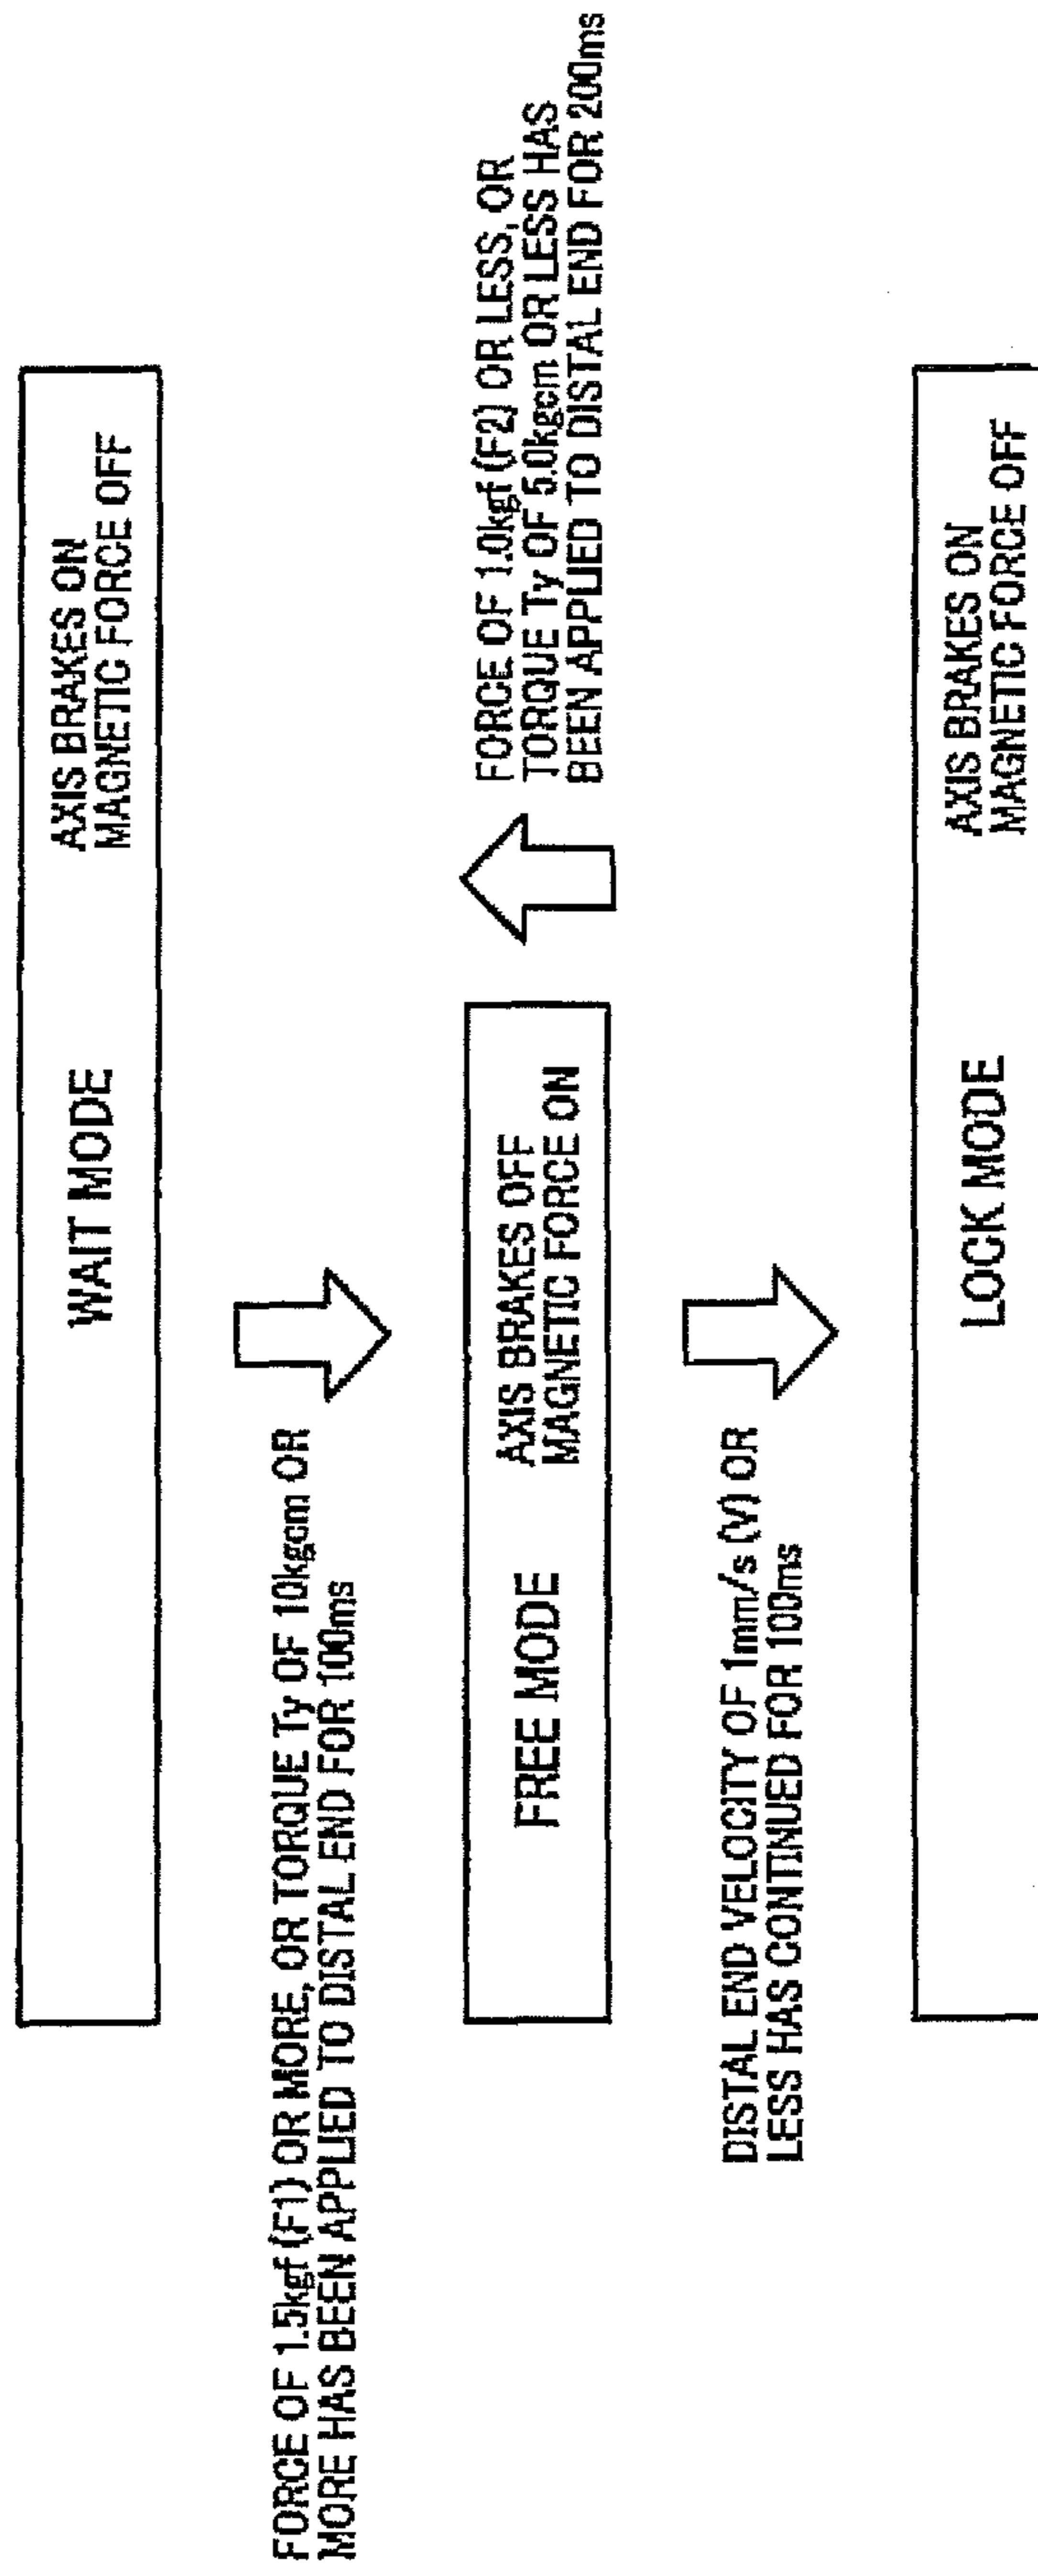 WAIT MODE
AXIS BRAKES ON
MAGNETIC FORCE OFF
FORCE OF 1.5kgf (F1) OR MORE, OR TORQUE Ty OF 10kgcm OR
MORE HAS BEEN APPLIED TO DISTAL END FOR 100ms
FREE MODE
AXIS BRAKES OFF
MAGNETIC FORCE ON
FORCE OF 1.0kgf (F2) OR LESS, OR
TORQUE Ty OF 5.0kgcm OR LESS HAS
BEEN APPLIED TO DISTAL END FOR 200ms
DISTAL END VELOCITY OF 1mm/s (V) OR
LESS HAS CONTINUED FOR 100ms
LOCK MODE
AXIS BRAKES ON
MAGNETIC FORCE OFF